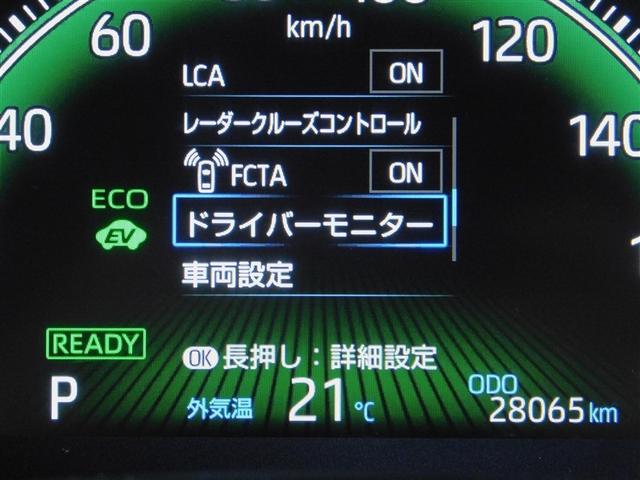 60
km/h
120
LCA ON
レーダークルーズコントロール
40
140
FCTA ON
ECO
EV
ドライバーモニター
車両設定
READY
OK 長押し：詳細設定
P
外気温 21℃
ODO
28065km